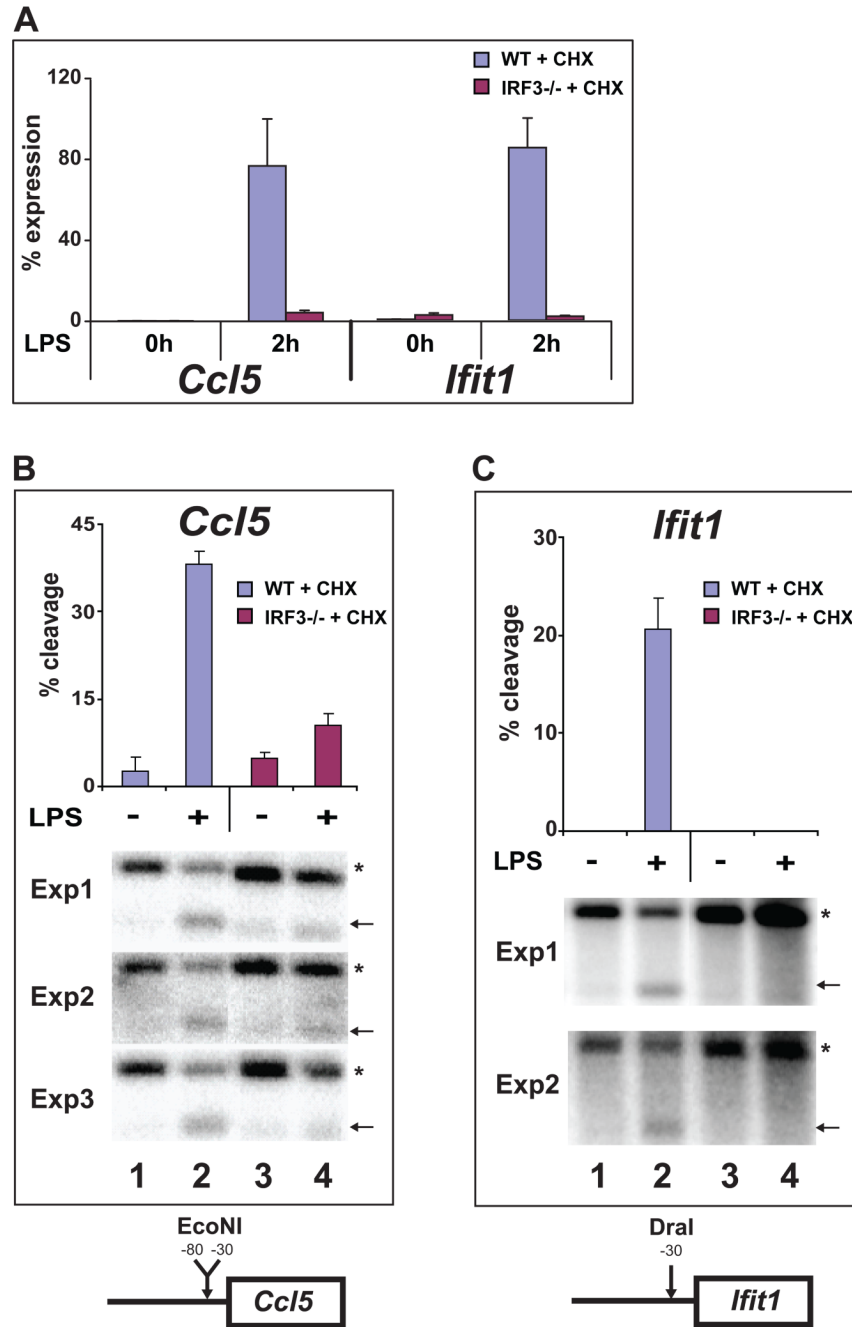 A
WT + CHX
IRF3-/- + CHX
% expression
120
80
40
0
LPS
0h
2h
0h
2h
Ccl5
Ifit1
B
Ccl5
% cleavage
45
30
15
0
WT + CHX
IRF3-/- + CHX
LPS
-
+
-
+
Exp1
*
Exp2
*
Exp3
*
1
2
3
4
EcoNI
-80 -30
Ccl5
C
Ifit1
% cleavage
30
20
10
0
WT + CHX
IRF3-/- + CHX
LPS
-
+
-
+
Exp1
*
Exp2
*
1
2
3
4
DraI
-30
Ifit1